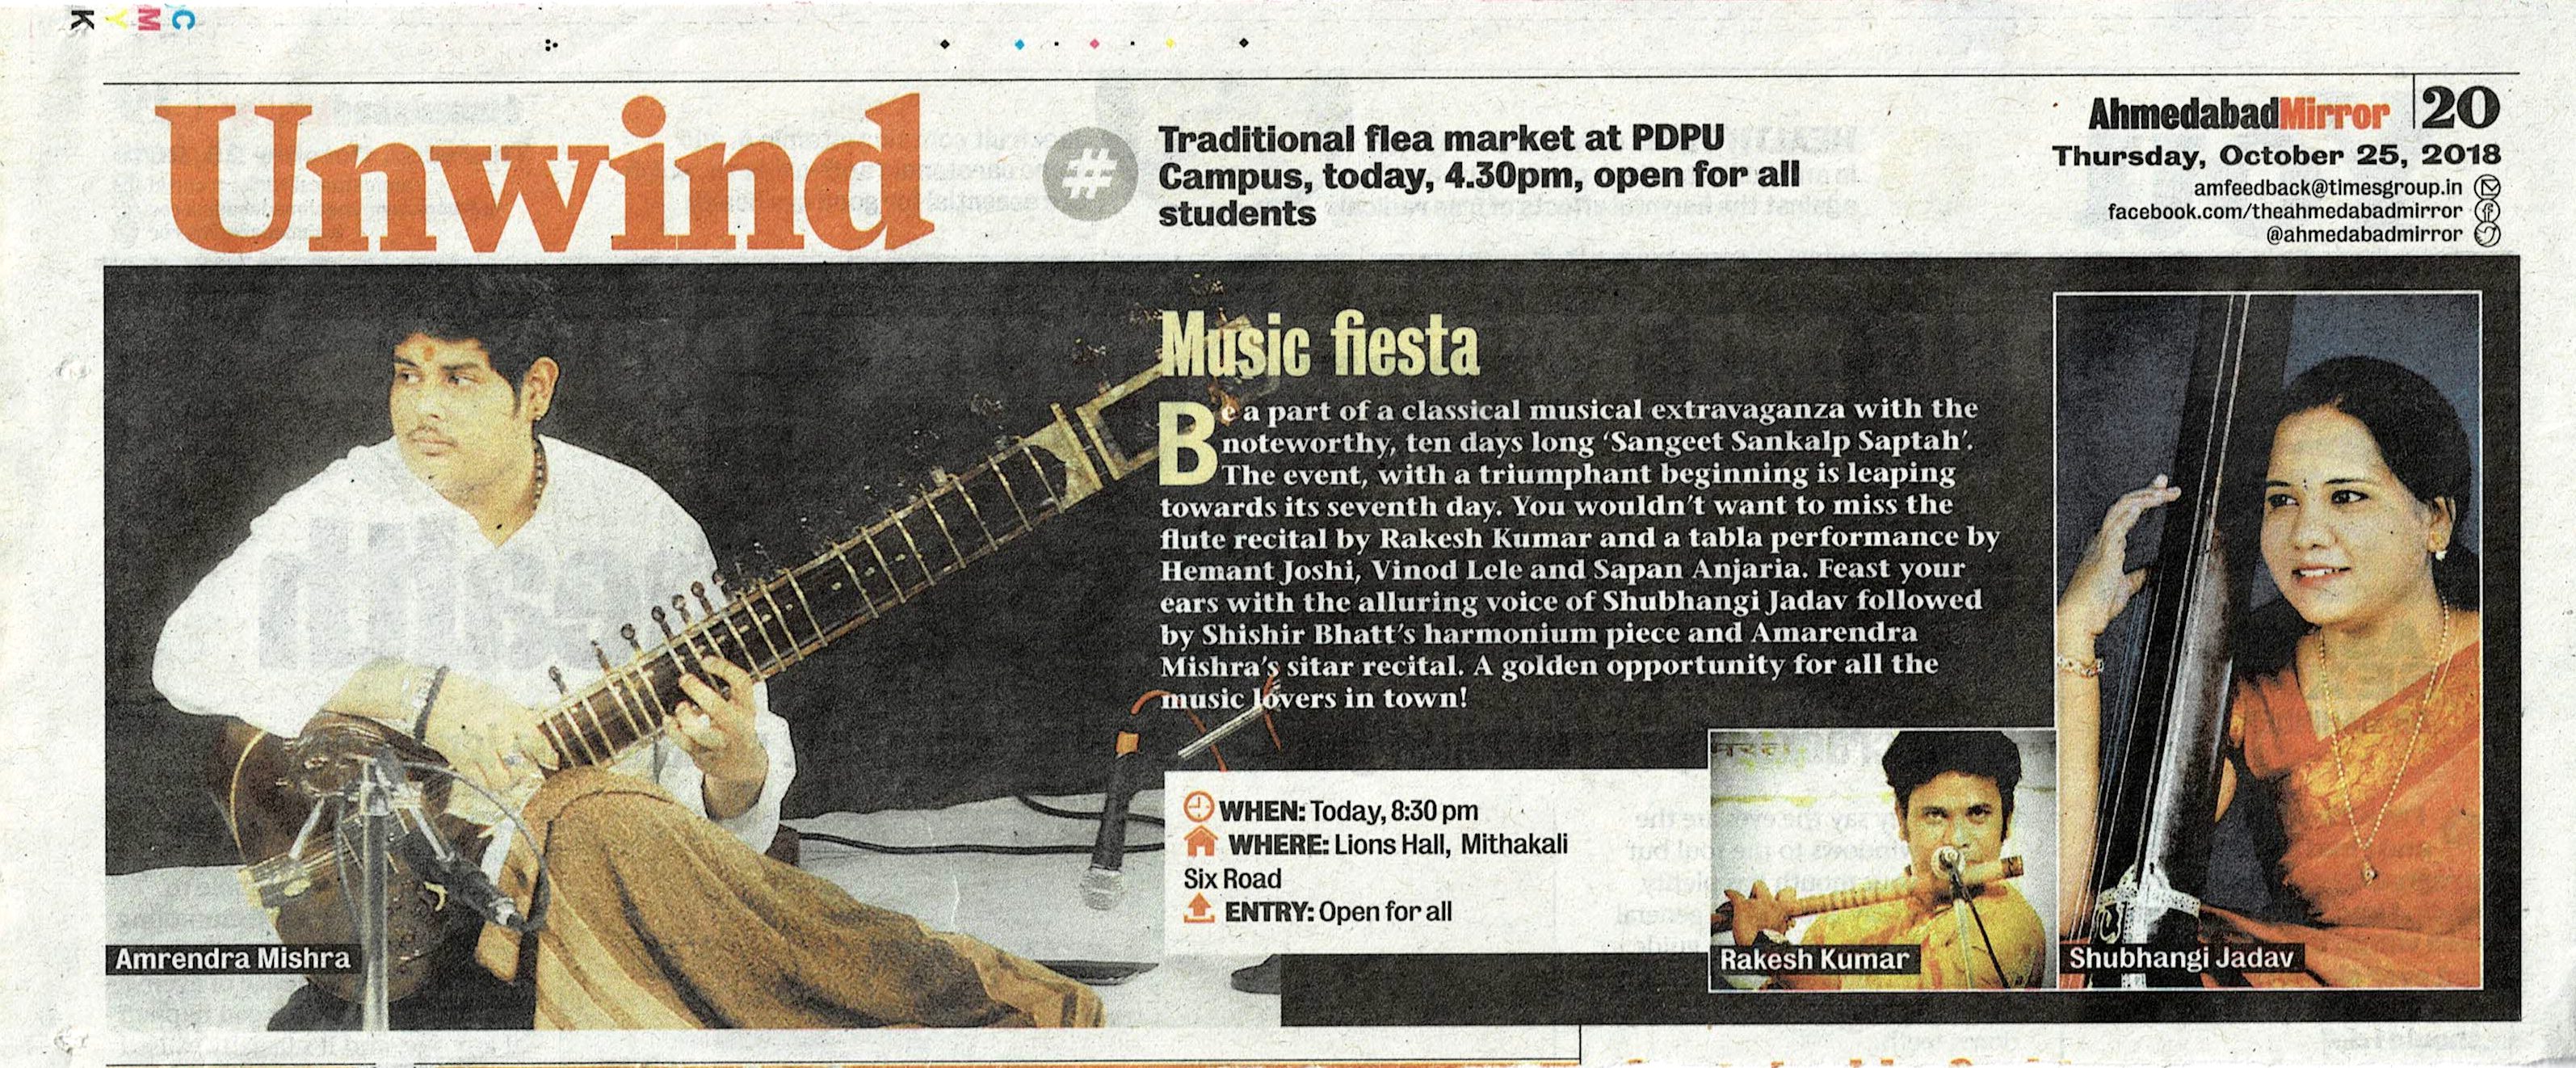 K Y M C
Unwind
#
Traditional flea market at PDPU
Campus, today, 4.30pm, open for all
students
AhmedabadMirror 20
Thursday, October 25, 2018
amfeedback@timesgroup.in
facebook.com/theahmedabadmirror
@ahmedabadmirror
Music fiesta
Be a part of a classical musical extravaganza with the
noteworthy, ten days long ‘Sangeet Sankalp Saptah’.
The event, with a triumphant beginning is leaping
towards its seventh day. You wouldn’t want to miss the
flute recital by Rakesh Kumar and a tabla performance by
Hemant Joshi, Vinod Lele and Sapan Anjaria. Feast your
ears with the alluring voice of Shubhangi Jadav followed
by Shishir Bhatt’s harmonium piece and Amarendra
Mishra’s sitar recital. A golden opportunity for all the
music lovers in town!
WHEN: Today, 8:30 pm
WHERE: Lions Hall, Mithakali
Six Road
ENTRY: Open for all
Amrendra Mishra
Rakesh Kumar
Shubhangi Jadav